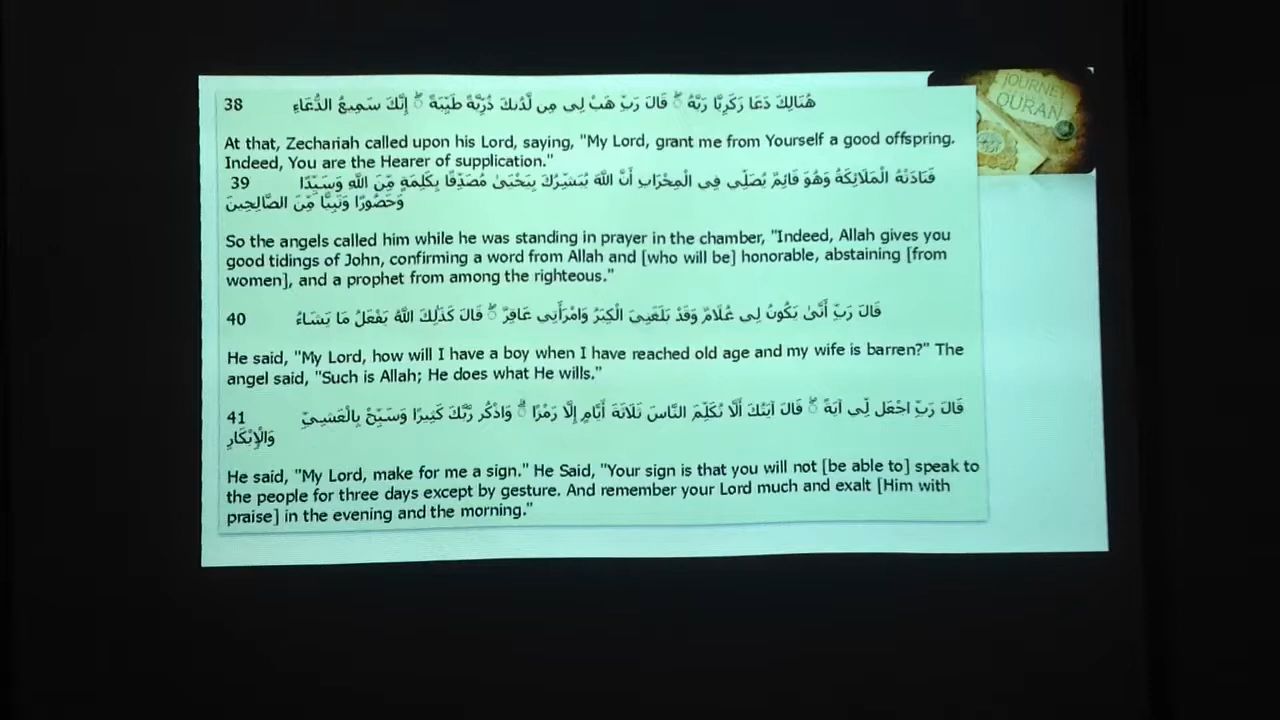 38 هُنَالِكَ دَعَا زَكَرِيَّا رَبَّهُ ۖ قَالَ رَبِّ هَبْ لِي مِن لَّدُنكَ ذُرِّيَّةً طَيِّبَةً ۖ إِنَّكَ سَمِيعُ الدُّعَاءِ
At that, Zechariah called upon his Lord, saying, "My Lord, grant me from Yourself a good offspring.
Indeed, You are the Hearer of supplication."
39 فَنَادَتْهُ الْمَلَائِكَةُ وَهُوَ قَائِمٌ يُصَلِّي فِي الْمِحْرَابِ أَنَّ اللَّهَ يُبَشِّرُكَ بِيَحْيَىٰ مُصَدِّقًا بِكَلِمَةٍ مِّنَ اللَّهِ وَسَيِّدًا
وَحَصُورًا وَنَبِيًّا مِّنَ الصَّالِحِينَ
So the angels called him while he was standing in prayer in the chamber, "Indeed, Allah gives you
good tidings of John, confirming a word from Allah and [who will be] honorable, abstaining [from
women], and a prophet from among the righteous."
40 قَالَ رَبِّ أَنَّىٰ يَكُونُ لِي غُلَامٌ وَقَدْ بَلَغَنِيَ الْكِبَرُ وَامْرَأَتِي عَاقِرٌ ۖ قَالَ كَذَٰلِكَ اللَّهُ يَفْعَلُ مَا يَشَاءُ
He said, "My Lord, how will I have a boy when I have reached old age and my wife is barren?" The
angel said, "Such is Allah; He does what He wills."
41 قَالَ رَبِّ اجْعَل لِّي آيَةً ۖ قَالَ آيَتُكَ أَلَّا تُكَلِّمَ النَّاسَ ثَلَاثَةَ أَيَّامٍ إِلَّا رَمْزًا ۗ وَاذْكُر رَّبَّكَ كَثِيرًا وَسَبِّحْ بِالْعَشِيِّ
وَالْإِبْكَارِ
He said, "My Lord, make for me a sign." He Said, "Your sign is that you will not [be able to] speak to
the people for three days except by gesture. And remember your Lord much and exalt [Him with
praise] in the evening and the morning."
JOURNEY
QURAN